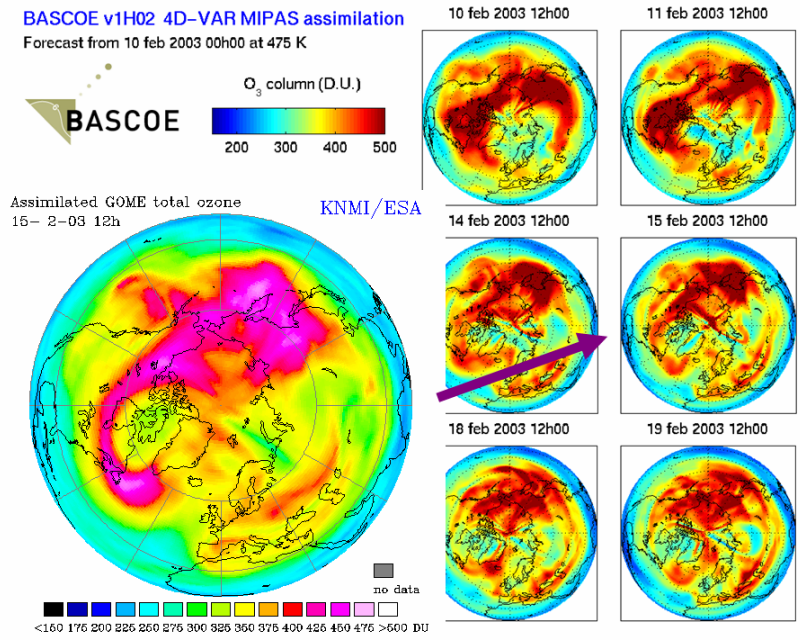 BASCOE v1H02 4D-VAR MIPAS assimilation
Forecast from 10 feb 2003 00h00 at 475 K
O3 column (D.U.)
BASCOE
200 300 400 500
10 feb 2003 12h00
11 feb 2003 12h00
Assimilated GOME total ozone
15- 2-03 12h
KNMI/ESA
14 feb 2003 12h00
15 feb 2003 12h00
18 feb 2003 12h00
19 feb 2003 12h00
no data
<150 175 200 225 250 275 300 325 350 375 400 425 450 475 >500 DU